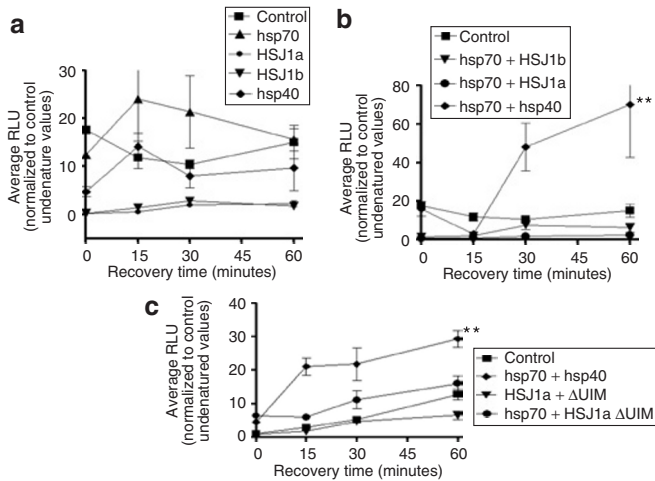 a
Control
hsp70
HSJ1a
HSJ1b
hsp40
Average RLU
(normalized to control
undenature values)
30
20
10
0
0
15
30
45
60
Recovery time (minutes)
b
Control
hsp70 + HSJ1b
hsp70 + HSJ1a
hsp70 + hsp40
Average RLU
(normalized to control
undenatured values)
80
60
40
20
0
**
0
15
30
45
60
Recovery time (minutes)
c
Average RLU
(normalized to control
undenatured values)
40
30
20
10
0
**
0
15
30
45
60
Recovery time (minutes)
Control
hsp70 + hsp40
HSJ1a + ΔUIM
hsp70 + HSJ1a ΔUIM